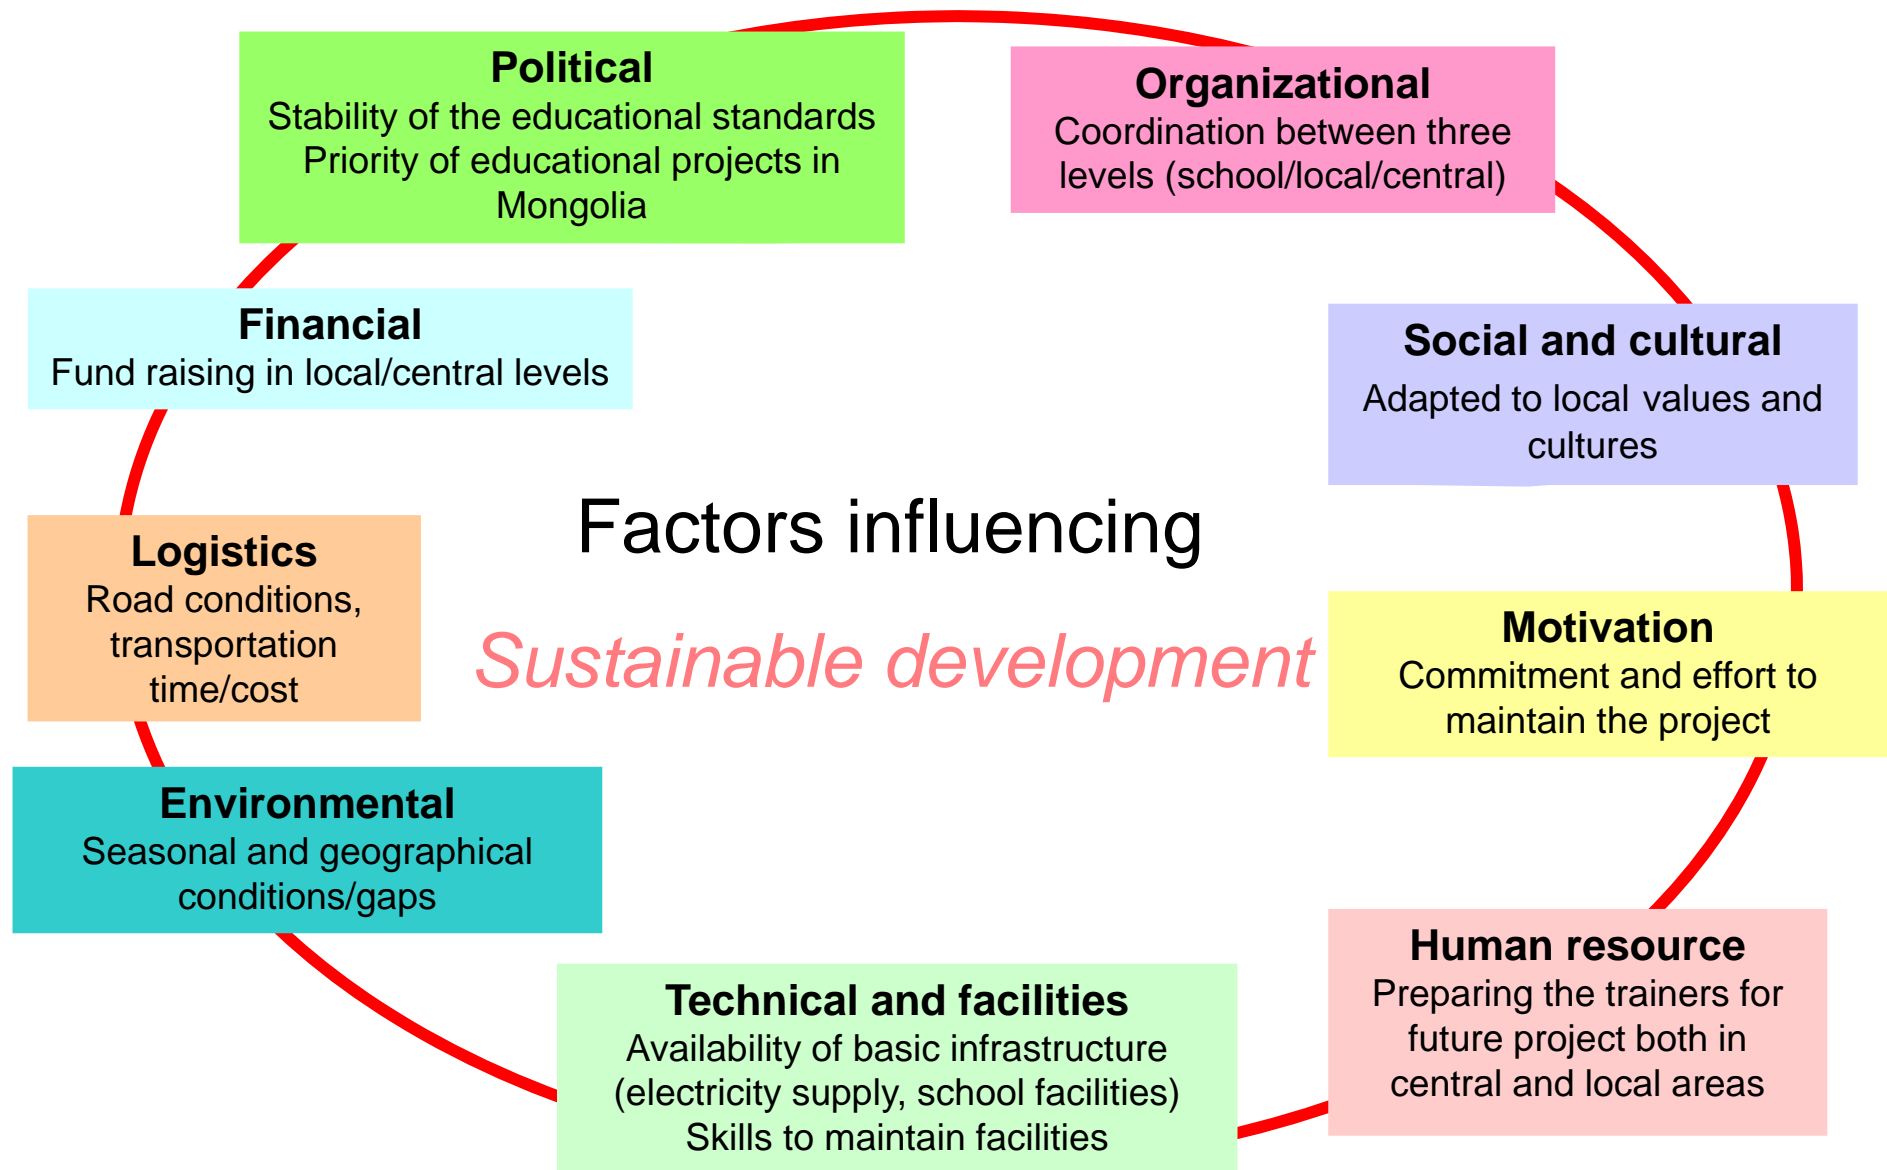 Political
Stability of the educational standards
Priority of educational projects in
Mongolia
Organizational
Coordination between three
levels (school/local/central)
Financial
Fund raising in local/central levels
Social and cultural
Adapted to local values and
cultures
Factors influencing
Sustainable development
Logistics
Road conditions,
transportation
time/cost
Motivation
Commitment and effort to
maintain the project
Environmental
Seasonal and geographical
conditions/gaps
Human resource
Preparing the trainers for
future project both in
central and local areas
Technical and facilities
Availability of basic infrastructure
(electricity supply, school facilities)
Skills to maintain facilities